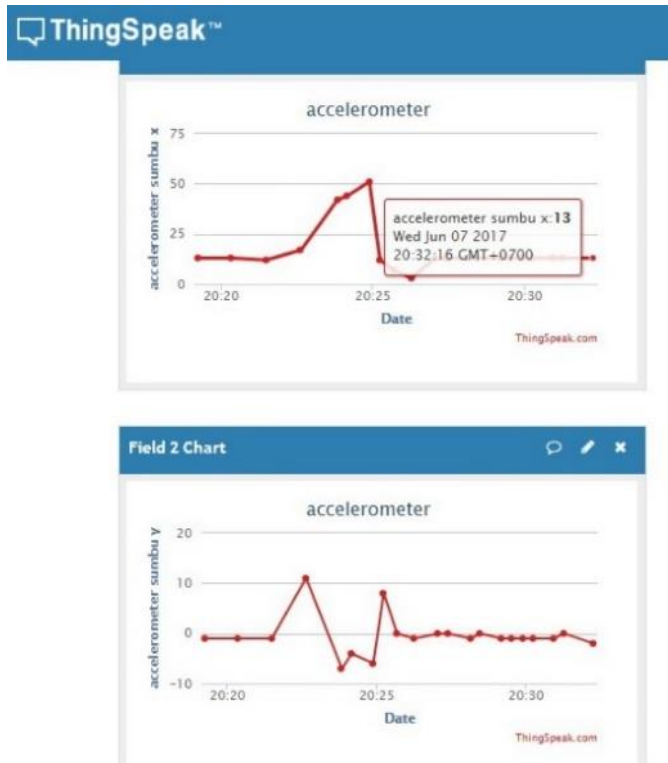 ThingSpeak™
accelerometer
accelerometer sumbu x
75
50
25
0
accelerometer sumbu x:13
Wed Jun 07 2017
20:32:16 GMT+0700
20:20
20:25
20:30
Date
ThingSpeak.com
Field 2 Chart
accelerometer
accelerometer sumbu y
20
10
0
-10
20:20
20:25
20:30
Date
ThingSpeak.com